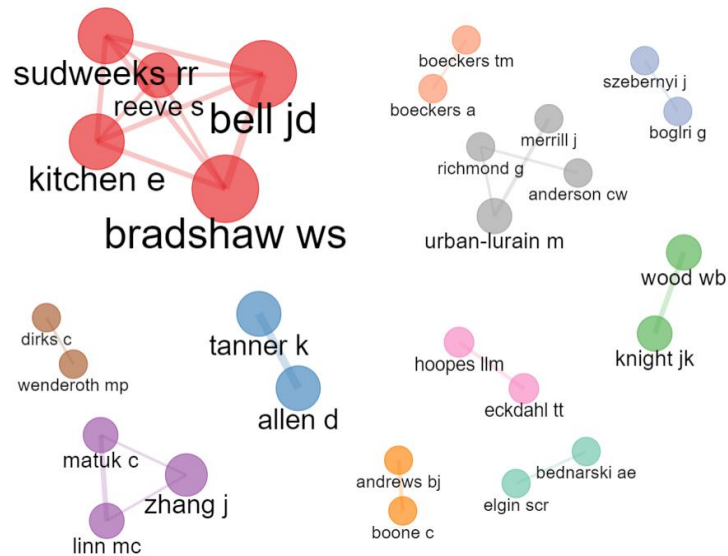 sudweeks rr
reeve s
bell jd
kitchen e
bradshaw ws
boeckers tm
boeckers a
szebernyi j
boglri g
merrill j
richmond g
anderson cw
urban-lurain m
wood wb
knight jk
dirks c
wenderoth mp
tanner k
allen d
hoopes llm
eckdahl tt
matuk c
zhang j
linn mc
andrews bj
boone c
bednarski ae
elgin scr